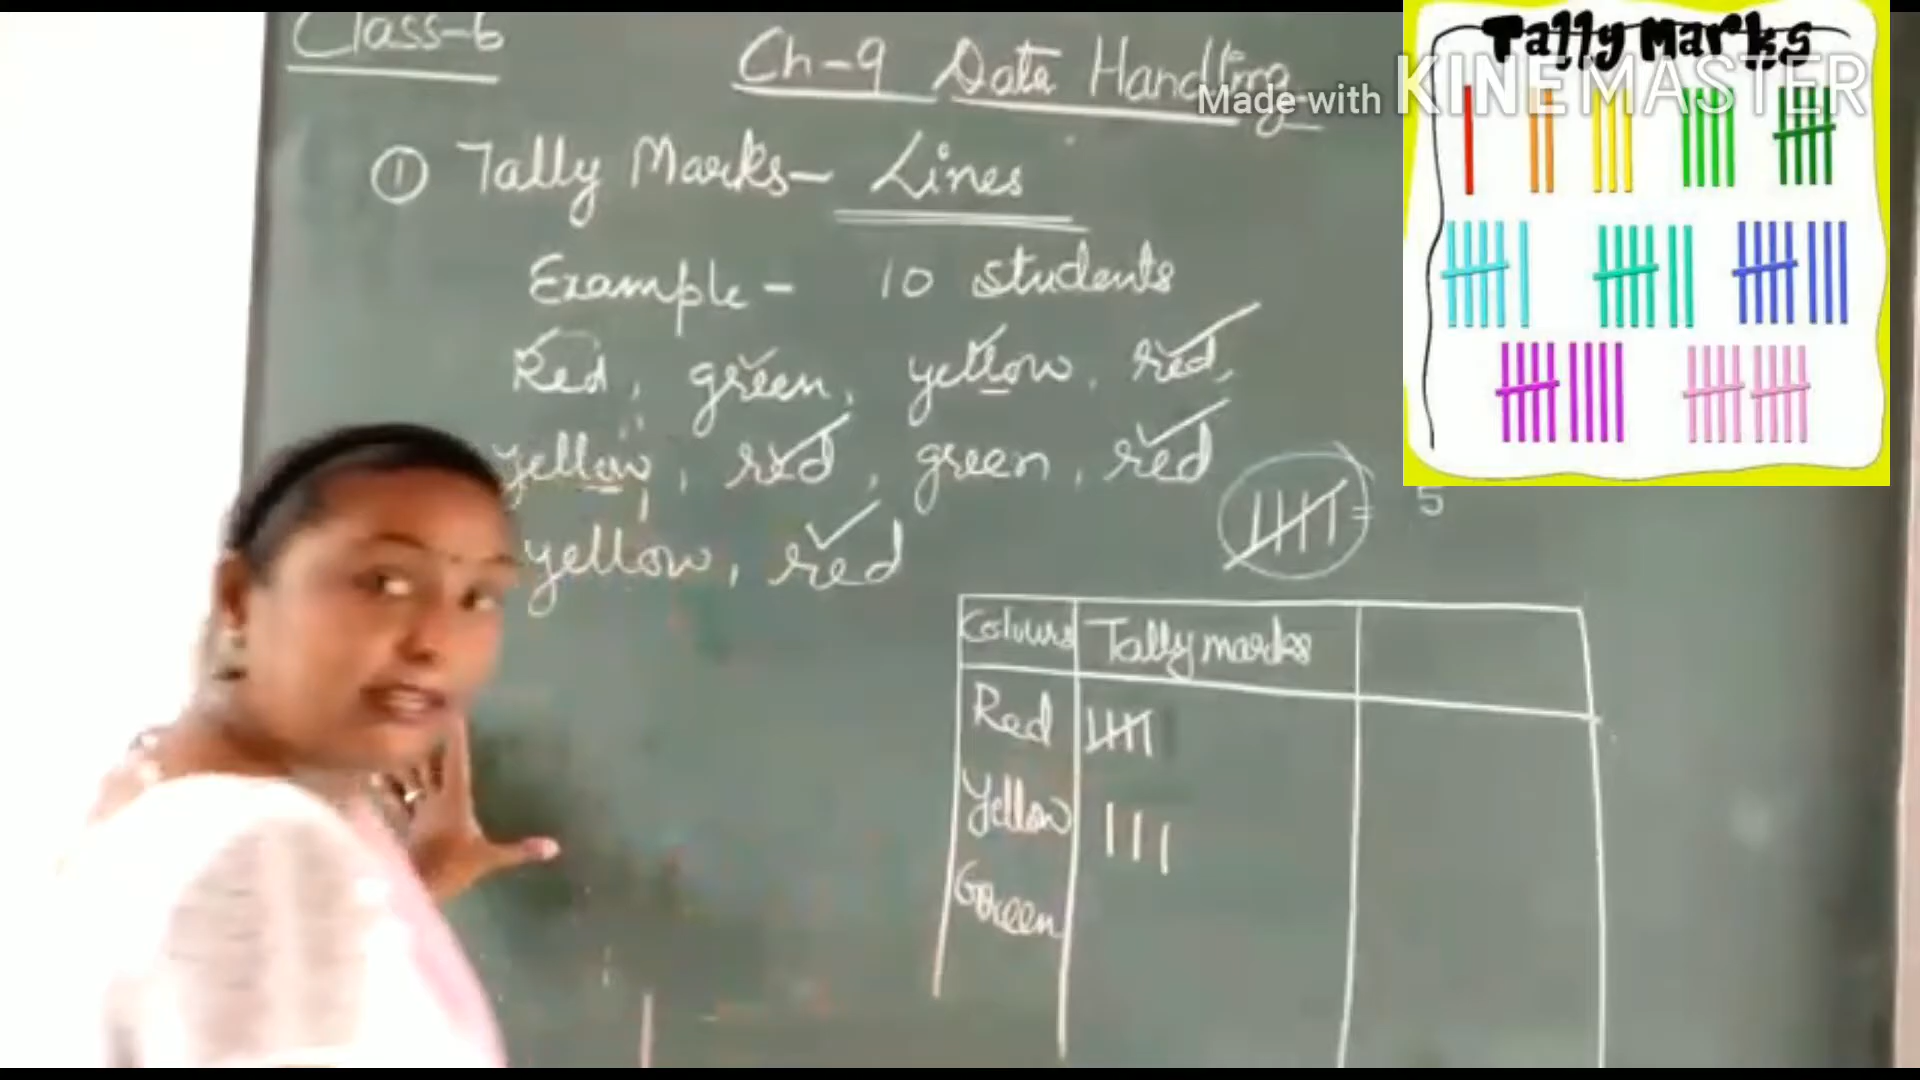 Class-6
Ch-9 Data Handling
① Tally Marks- Lines
Example - 10 students
Red, green, yellow, red,
yellow, red, green, red
yellow, red
= 5
Colours Tally marks
Red
Yellow
Green
Tally Marks
Made with KINEMASTER